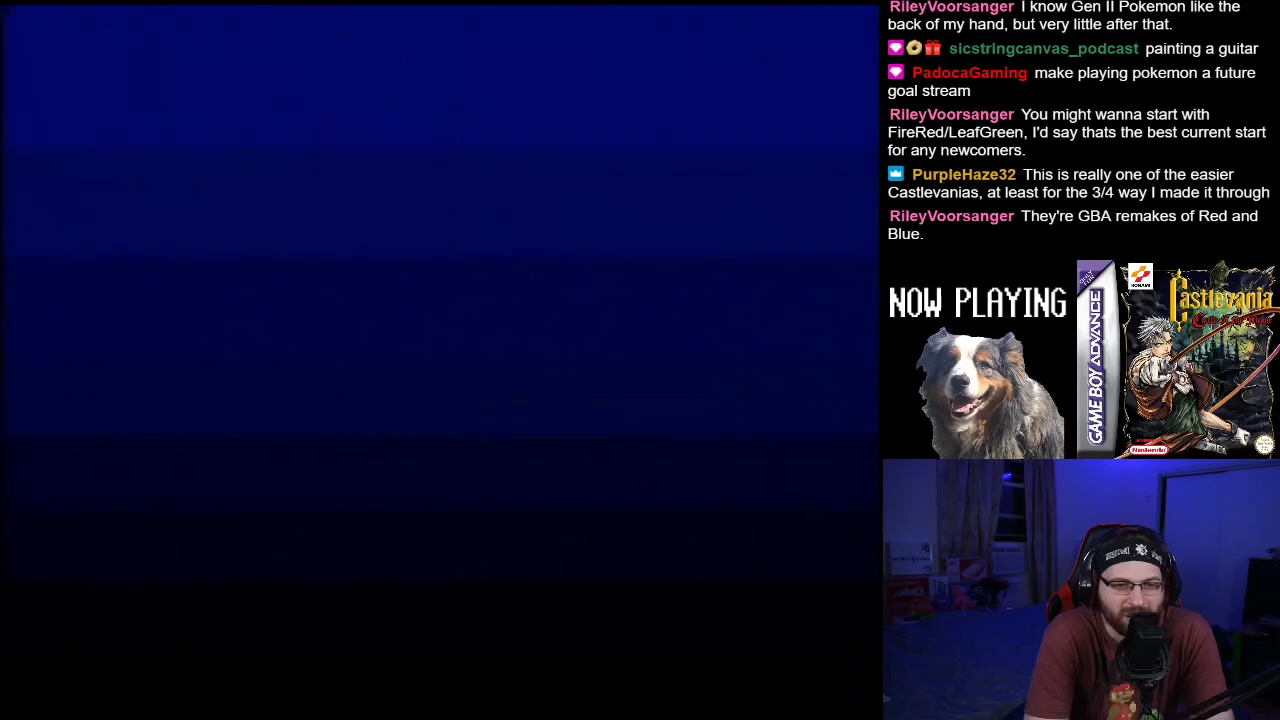 RileyVoorsanger I know Gen II Pokemon like the
back of my hand, but very little after that.
sicstringcanvas_podcast painting a guitar
PadocaGaming make playing pokemon a future
goal stream
RileyVoorsanger You might wanna start with
FireRed/LeafGreen, I'd say thats the best current start
for any newcomers.
PurpleHaze32 This is really one of the easier
Castlevanias, at least for the 3/4 way I made it through
RileyVoorsanger They're GBA remakes of Red and
Blue.
NOW PLAYING
GAME BOY ADVANCE
KONAMI
Castlevania
Nintendo